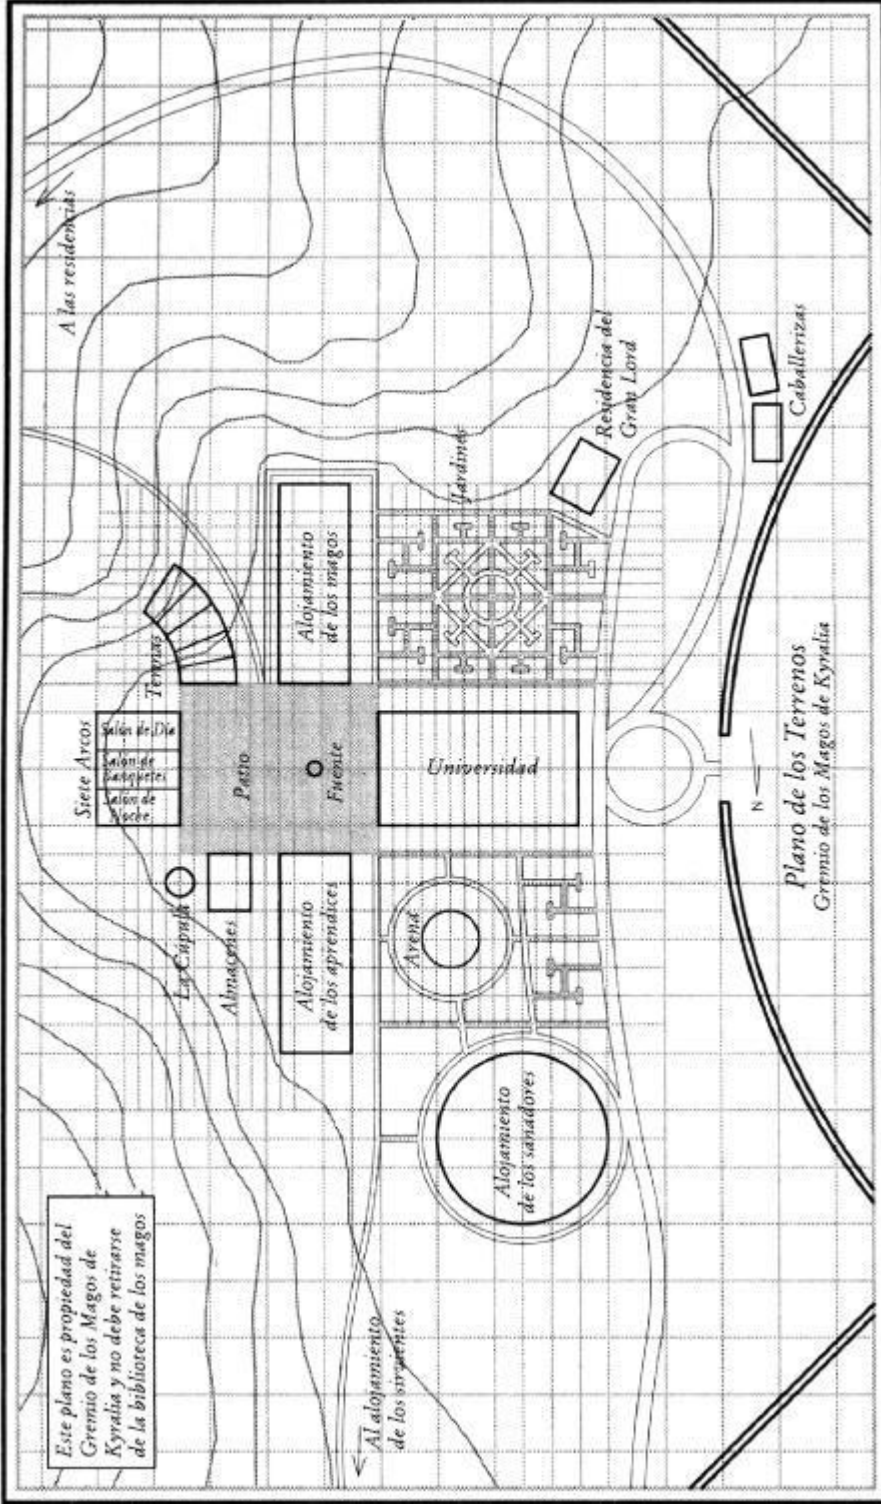 Este plano es propiedad del
Gremio de los Magos de
Kyralia y no debe retirarse
de la biblioteca de los magos
A las residencias
Siete Arcos
Salón de Día
Salón de
Banquetes
Salón de
Noche
Termas
La Cúpula
Almacenes
Patio
Fuente
Alojamiento
de los magos
Alojamiento
de los aprendices
Universidad
Jardines
Arena
Residencia del
Gran Lord
Caballerizas
Alojamiento
de los sanadores
Al alojamiento
de los sirvientes
N
Plano de los Terrenos
Gremio de los Magos de Kyralia